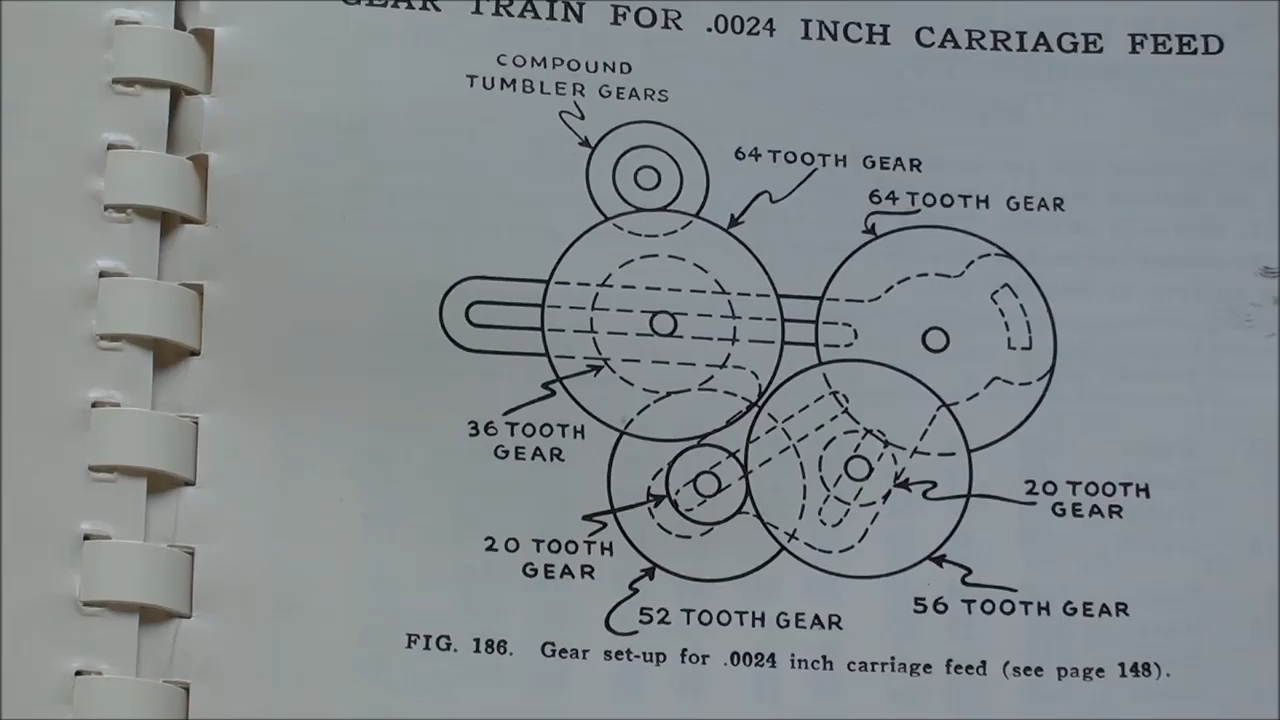 GEAR TRAIN FOR .0024 INCH CARRIAGE FEED
COMPOUND
TUMBLER GEARS
64 TOOTH GEAR
64 TOOTH GEAR
36 TOOTH
GEAR
20 TOOTH
GEAR
20 TOOTH
GEAR
52 TOOTH GEAR
56 TOOTH GEAR
FIG. 186. Gear set-up for .0024 inch carriage feed (see page 148).